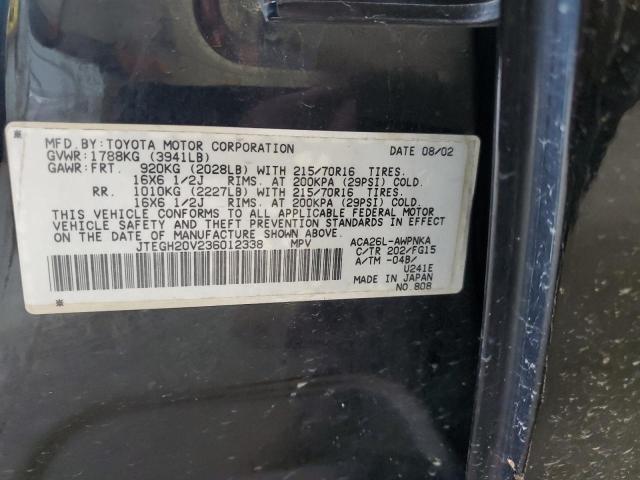 MFD.BY:TOYOTA MOTOR CORPORATION DATE 08/02
GVWR:1788KG (3941LB)
GAWR:FRT. 920KG (2028LB) WITH 215/70R16 TIRES.
16X6 1/2J RIMS. AT 200KPA (29PSI) COLD.
RR. 1010KG (2227LB) WITH 215/70R16 TIRES.
16X6 1/2J RIMS. AT 200KPA (29PSI) COLD.
THIS VEHICLE CONFORMS TO ALL APPLICABLE FEDERAL MOTOR
VEHICLE SAFETY AND THEFT PREVENTION STANDARDS IN EFFECT
ON THE DATE OF MANUFACTURE SHOWN ABOVE.
JTEGH20V236012338 MPV ACA26L-AWPNKA
C/TR 202/FG15
A/TM -04B/
U241E
MADE IN JAPAN
NO.808